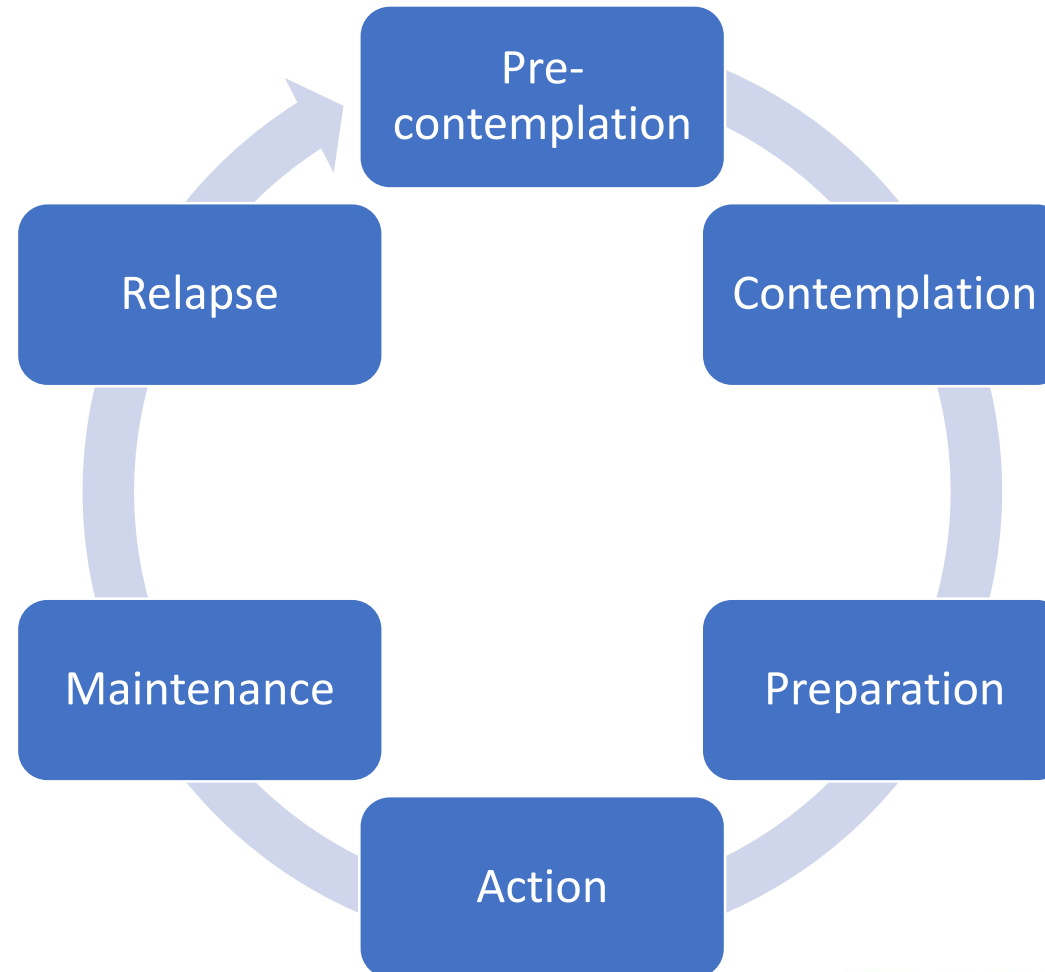 Pre-
contemplation
Contemplation
Preparation
Action
Maintenance
Relapse